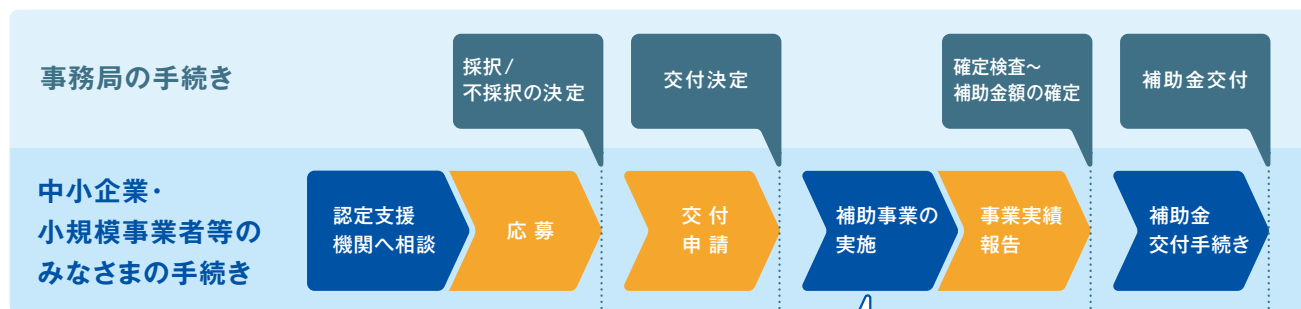 事務局の手続き
採択/
不採択の決定
交付決定
確定検査~
補助金額の確定
補助金交付
中小企業・
小規模事業者等の
みなさまの手続き
認定支援
機関へ相談
応募
交付
申請
補助事業の
実施
事業実績
報告
補助金
交付手続き